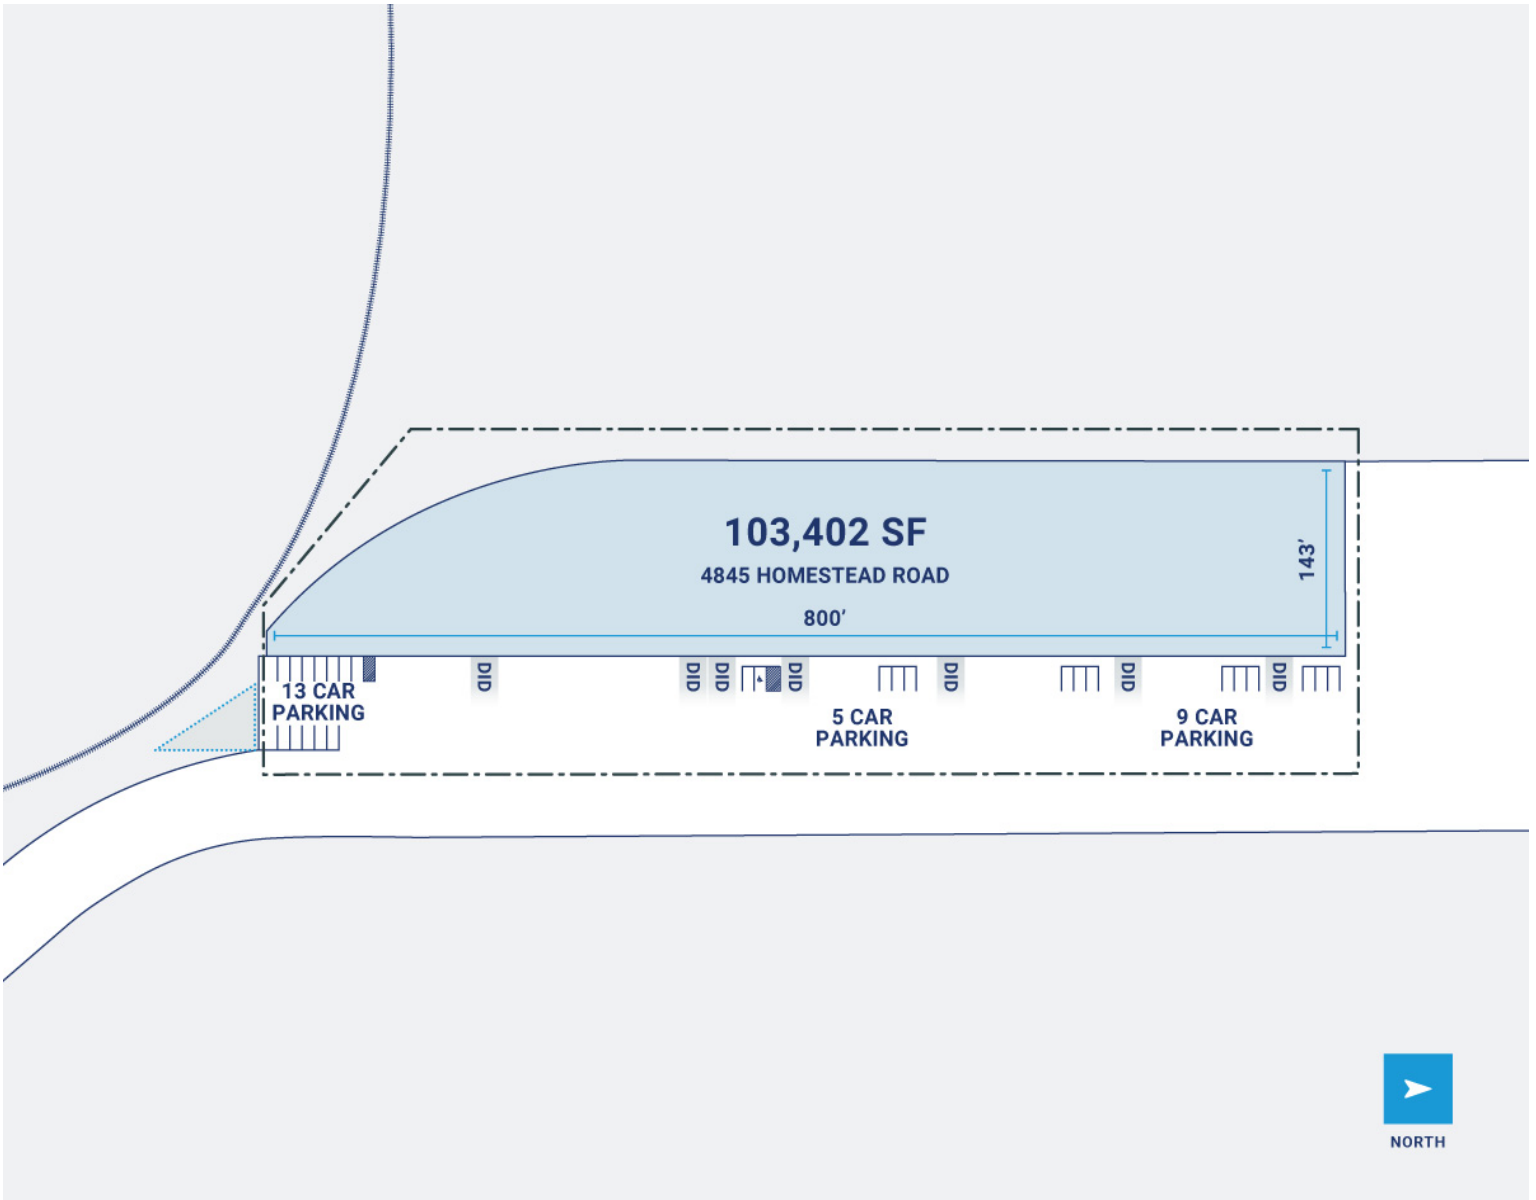 103,402 SF
4845 HOMESTEAD ROAD
800’
143’
DID
DID
DID
DID
DID
DID
DID
13 CAR
PARKING
5 CAR
PARKING
9 CAR
PARKING
NORTH